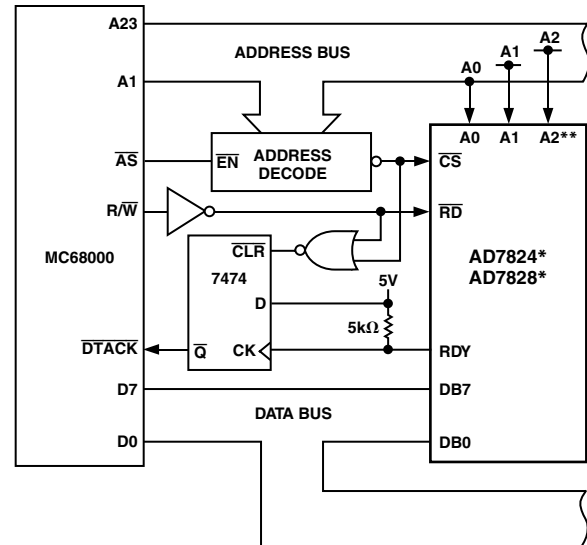 A23
ADDRESS BUS
A2
A1
A1
A0
A0 A1 A2**
AS EN ADDRESS DECODE CS
R/W RD
MC68000
CLR
7474
AD7824*
AD7828*
5V
D
5kΩ
DTACK Q CK RDY
D7 DB7
DATA BUS
D0 DB0